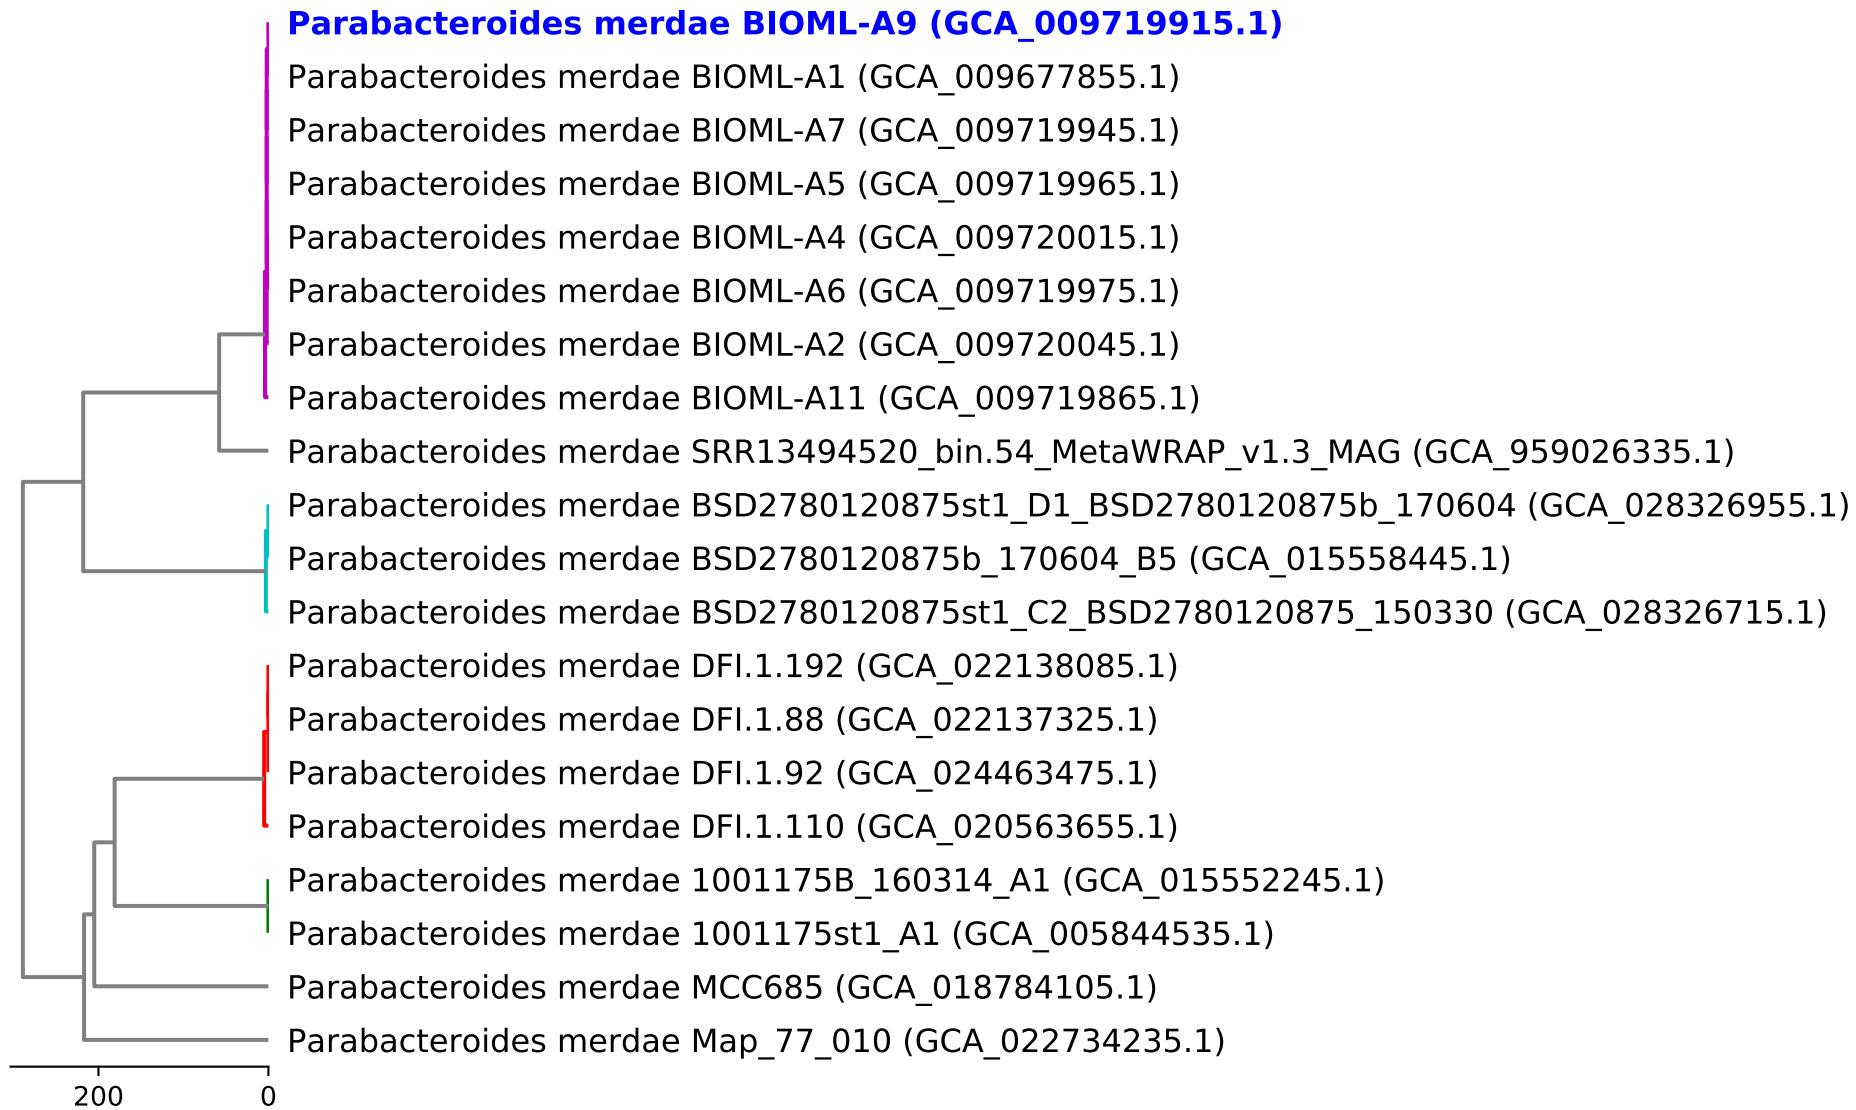 Parabacteroides merdae BIOML-A9 (GCA_009719915.1)
Parabacteroides merdae BIOML-A1 (GCA_009677855.1)
Parabacteroides merdae BIOML-A7 (GCA_009719945.1)
Parabacteroides merdae BIOML-A5 (GCA_009719965.1)
Parabacteroides merdae BIOML-A4 (GCA_009720015.1)
Parabacteroides merdae BIOML-A6 (GCA_009719975.1)
Parabacteroides merdae BIOML-A2 (GCA_009720045.1)
Parabacteroides merdae BIOML-A11 (GCA_009719865.1)
Parabacteroides merdae SRR13494520_bin.54_MetaWRAP_v1.3_MAG (GCA_959026335.1)
Parabacteroides merdae BSD2780120875st1_D1_BSD2780120875b_170604 (GCA_028326955.1)
Parabacteroides merdae BSD2780120875b_170604_B5 (GCA_015558445.1)
Parabacteroides merdae BSD2780120875st1_C2_BSD2780120875_150330 (GCA_028326715.1)
Parabacteroides merdae DFI.1.192 (GCA_022138085.1)
Parabacteroides merdae DFI.1.88 (GCA_022137325.1)
Parabacteroides merdae DFI.1.92 (GCA_024463475.1)
Parabacteroides merdae DFI.1.110 (GCA_020563655.1)
Parabacteroides merdae 1001175B_160314_A1 (GCA_015552245.1)
Parabacteroides merdae 1001175st1_A1 (GCA_005844535.1)
Parabacteroides merdae MCC685 (GCA_018784105.1)
Parabacteroides merdae Map_77_010 (GCA_022734235.1)
200 0